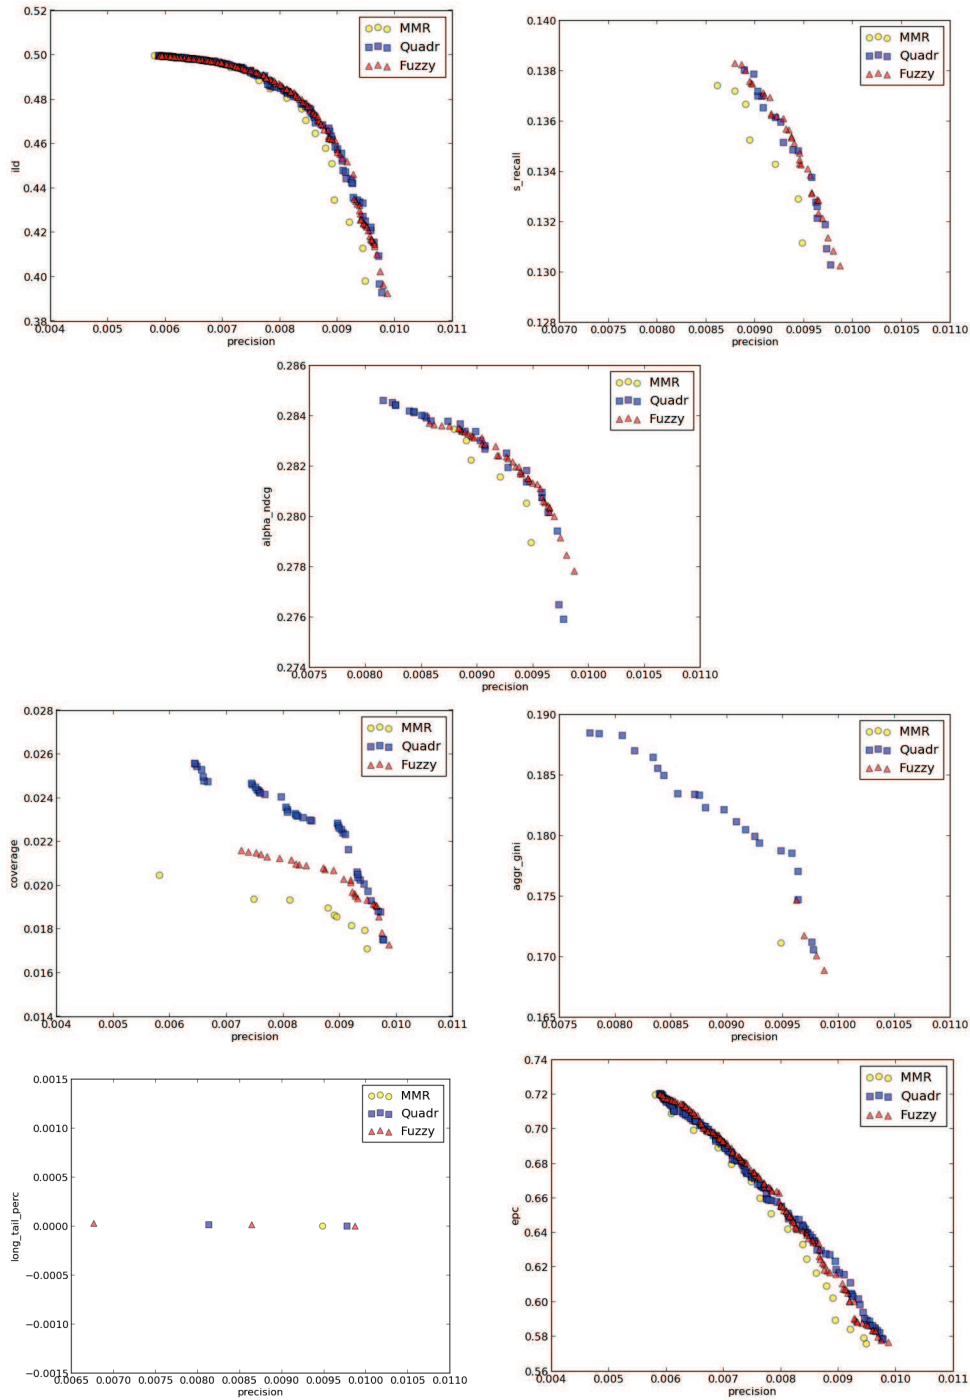 0.52
0.50
0.48
0.46
0.44
0.42
0.40
0.38
ild
0.004 0.005 0.006 0.007 0.008 0.009 0.010 0.011
precision
MMR
Quadr
Fuzzy
0.140
0.138
0.136
0.134
0.132
0.130
0.128
s_recall
0.0070 0.0075 0.0080 0.0085 0.0090 0.0095 0.0100 0.0105 0.0110
precision
MMR
Quadr
Fuzzy
0.286
0.284
0.282
0.280
0.278
0.276
0.274
alpha_ndcg
0.0075 0.0080 0.0085 0.0090 0.0095 0.0100 0.0105 0.0110
precision
MMR
Quadr
Fuzzy
0.028
0.026
0.024
0.022
0.020
0.018
0.016
0.014
coverage
0.004 0.005 0.006 0.007 0.008 0.009 0.010 0.011
precision
MMR
Quadr
Fuzzy
0.190
0.185
0.180
0.175
0.170
0.165
aggr_gini
0.0075 0.0080 0.0085 0.0090 0.0095 0.0100 0.0105 0.0110
precision
MMR
Quadr
Fuzzy
0.0015
0.0010
0.0005
0.0000
−0.0005
−0.0010
−0.0015
long_tail_perc
0.0065 0.0070 0.0075 0.0080 0.0085 0.0090 0.0095 0.0100 0.0105 0.0110
precision
MMR
Quadr
Fuzzy
0.74
0.72
0.70
0.68
0.66
0.64
0.62
0.60
0.58
0.56
epc
0.004 0.005 0.006 0.007 0.008 0.009 0.010 0.011
precision
MMR
Quadr
Fuzzy